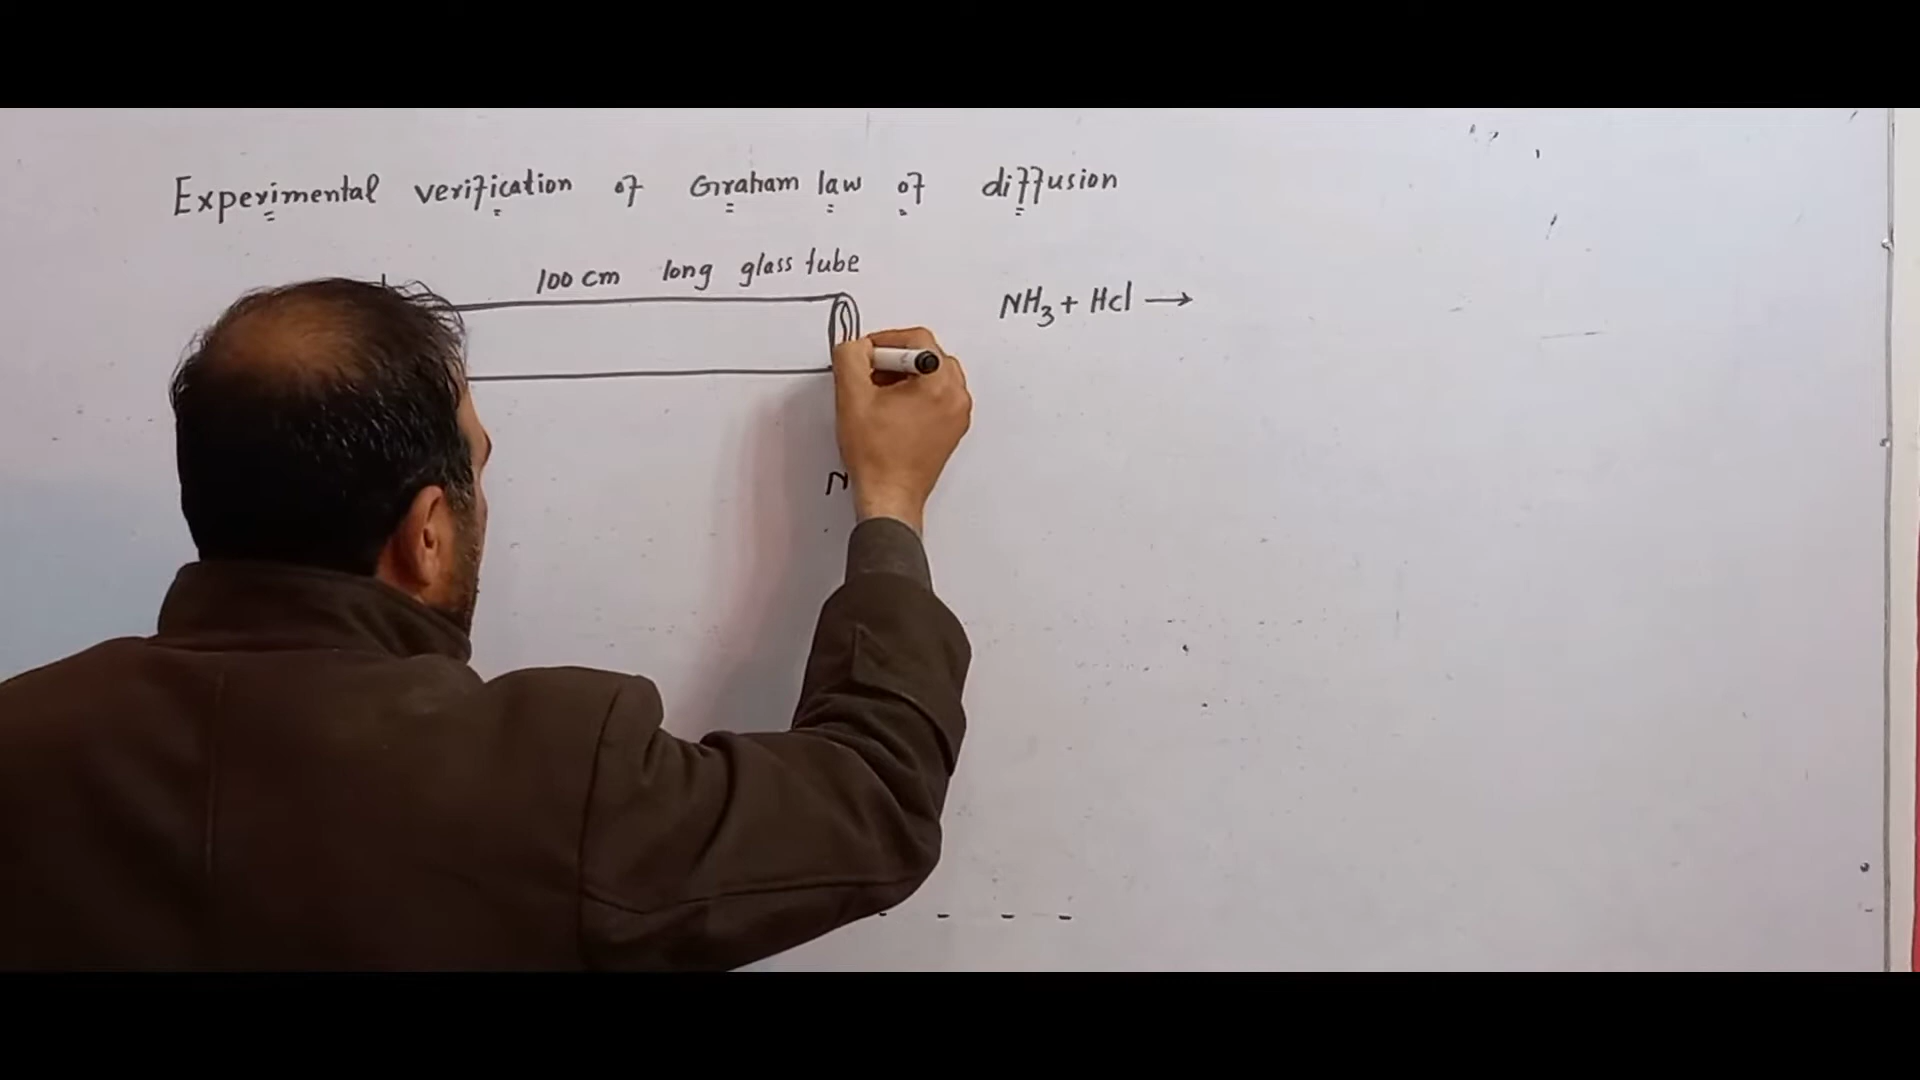 Experimental verification of Graham law of diffusion
100 cm long glass tube
NH3 + Hcl →
N